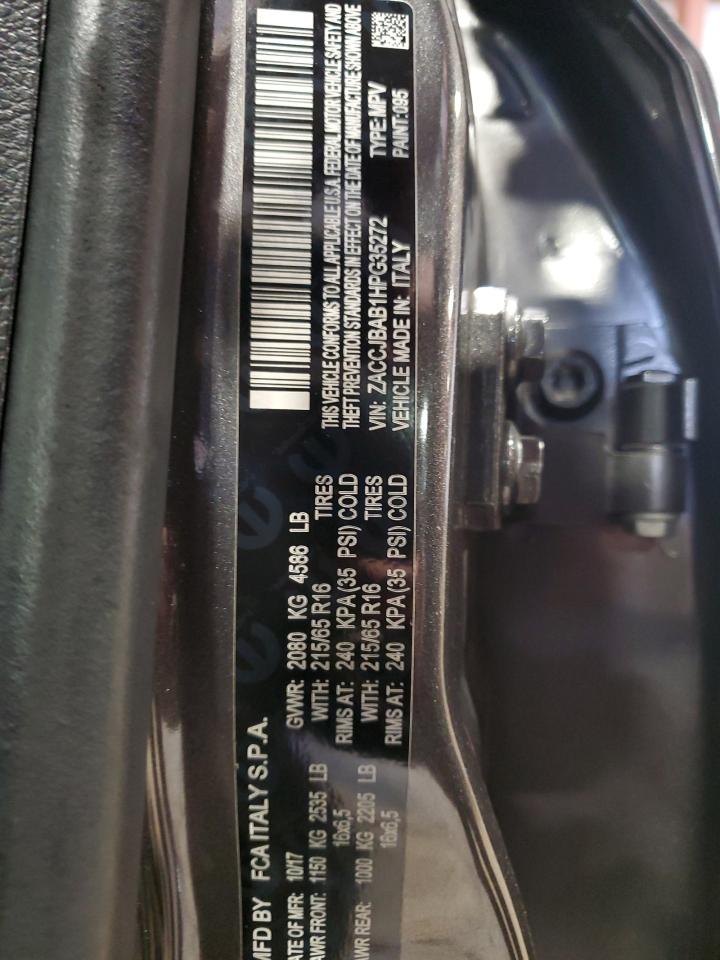 MFD BY FCA ITALY S.P.A.
ATE OF MFR: 10/17 GVWR: 2080 KG 4586 LB
AWR FRONT: 1150 KG 2535 LB WITH: 215/65 R16 TIRES
16x6,5 RIMS AT: 240 KPA (35 PSI) COLD
AWR REAR: 1000 KG 2205 LB WITH: 215/65 R16 TIRES
16x6,5 RIMS AT: 240 KPA (35 PSI) COLD
THIS VEHICLE CONFORMS TO ALL APPLICABLE U.S.A. FEDERAL MOTOR VEHICLE SAFETY AND
THEFT PREVENTION STANDARDS IN EFFECT ON THE DATE OF MANUFACTURE SHOWN ABOVE
VIN: ZACCJBAB1HPG35272 TYPE: MPV
VEHICLE MADE IN: ITALY PAINT: 095